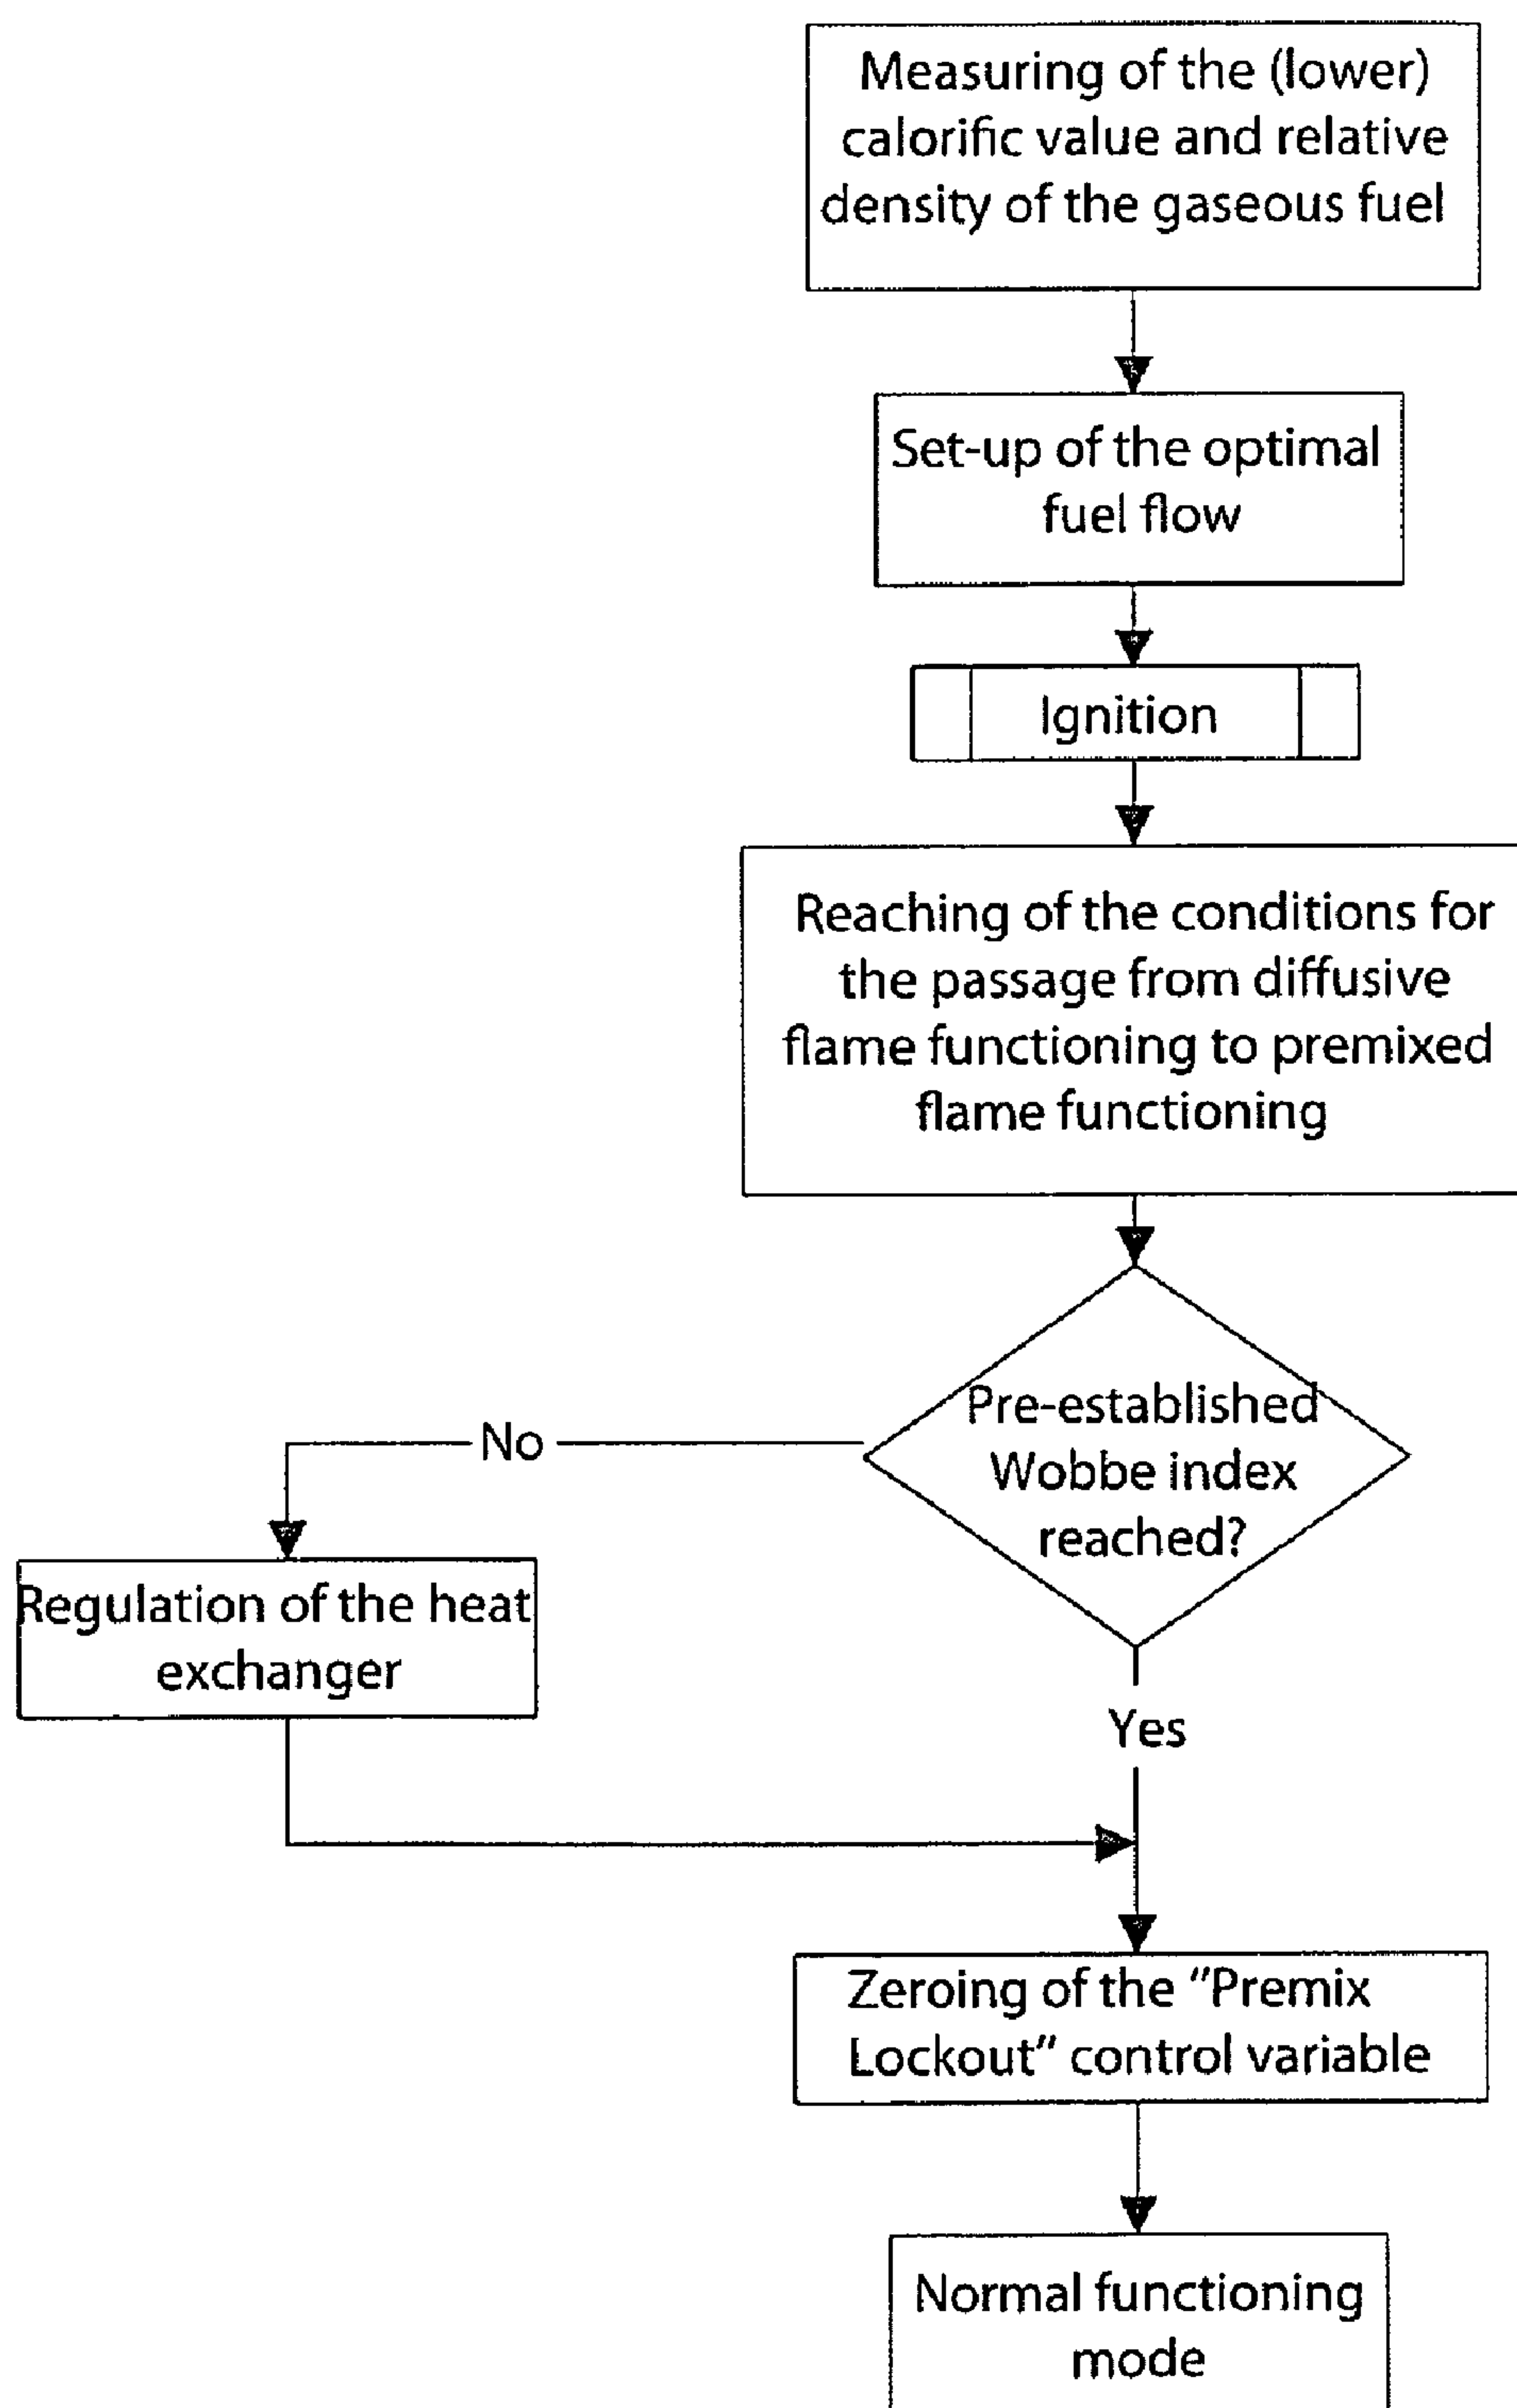 Measuring of the (lower)
calorific value and relative
density of the gaseous fuel
Set-up of the optimal
fuel flow
Ignition
Reaching of the conditions for
the passage from diffusive
flame functioning to premixed
flame functioning
Pre-established
Wobbe index
reached?
No
Regulation of the heat
exchanger
Yes
Zeroing of the "Premix
Lockout" control variable
Normal functioning
mode